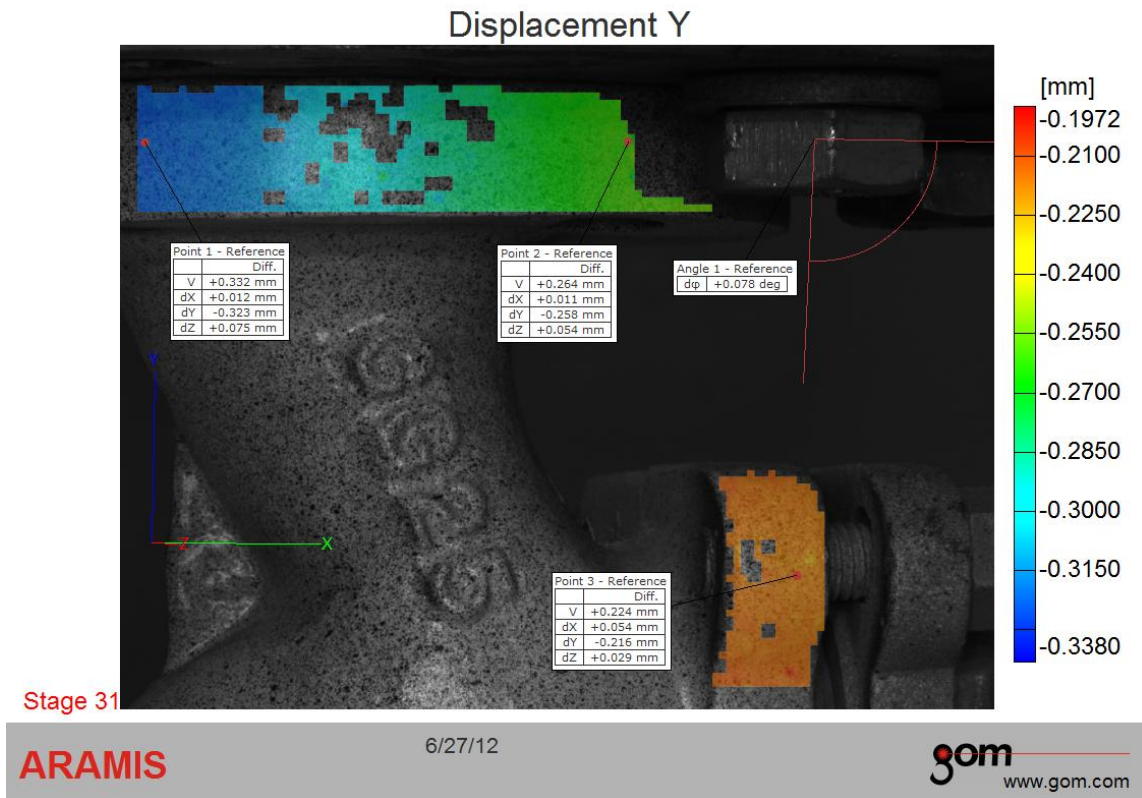 Displacement Y
[mm]
-0.1972
-0.2100
-0.2250
-0.2400
-0.2550
-0.2700
-0.2850
-0.3000
-0.3150
-0.3380
Point 1 - Reference
Diff.
V +0.332 mm
dX +0.012 mm
dY -0.323 mm
dZ +0.075 mm
Point 2 - Reference
Diff.
V +0.264 mm
dX +0.011 mm
dY -0.258 mm
dZ +0.054 mm
Angle 1 - Reference
dφ +0.078 deg
Y
Z
X
Point 3 - Reference
Diff.
V +0.224 mm
dX +0.054 mm
dY -0.216 mm
dZ +0.029 mm
Stage 31
ARAMIS
6/27/12
gom
www.gom.com